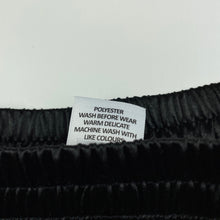 POLYESTER
WASH BEFORE WEAR
WARM DELICATE
MACHINE WASH WITH
LIKE COLOURS